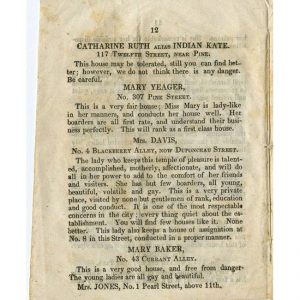 12
CATHARINE RUTH ALIAS INDIAN KATE.
117 TWELFTH STREET, NEAR PINE.
This house may be tolerated, still you can find bet-
ter; however, we do not think there is any danger.
Be careful.
MARY YEAGER,
No. 307 PINE STREET.
This is a very fair house; Miss Mary is lady-like
in her manners, and conducts her house well. Her
boarders are all first rate, and understand their busi-
ness perfectly. This will rank as a first class house.
Mrs. DAVIS,
No. 4 BLACKBERRY ALLEY, NOW DUPONCEAU STREET.
The lady who keeps this temple of pleasure is talent-
ed, accomplished, motherly, affectionate, and will do
all in her power to add to the comfort of her friends
and visiters. She has but few boarders, all young,
beautiful, volatile and gay. This is a very private
place, visited by none but gentlemen of rank, education
and good conduct. It is one of the most respectable
concerns in the city; every thing quiet about the es-
tablishment. You will find few houses like it. None
better. This lady also keeps a house of assignation at
No. 8 in this Street, conducted in a proper manner.
MARY BAKER,
No. 43 CURRANT ALLEY.
This is a very good house, and free from danger
The young ladies are all gay and beautiful.
Mrs. JONES, No. 1 Pearl Street, above 11th.